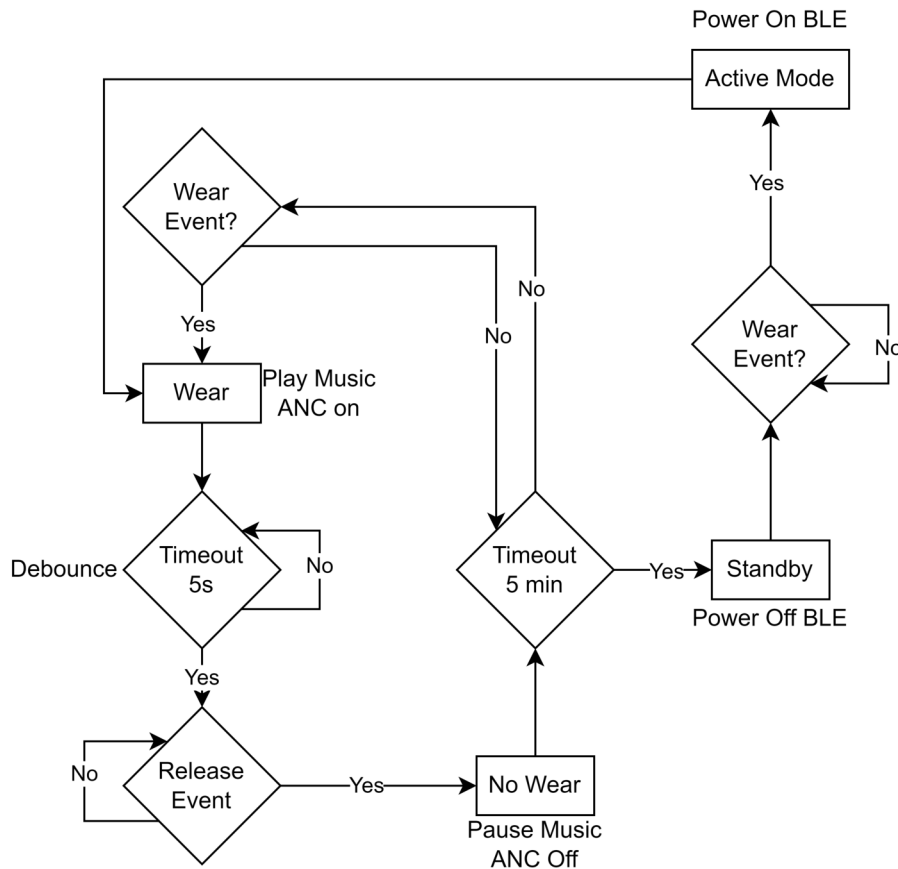 Power On BLE
Active Mode
Wear
Event?
Yes
No
No
Yes
Wear
Event?
No
Yes
Wear
Play Music
ANC on
Debounce
Timeout
5s
No
Timeout
5 min
Yes
Standby
Power Off BLE
Yes
No
Release
Event
Yes
No Wear
Pause Music
ANC Off